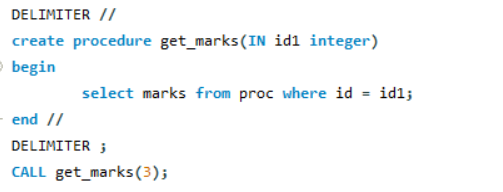 DELIMITER //
create procedure get_marks(IN id1 integer)
begin
select marks from proc where id = id1;
end //
DELIMITER ;
CALL get_marks(3);